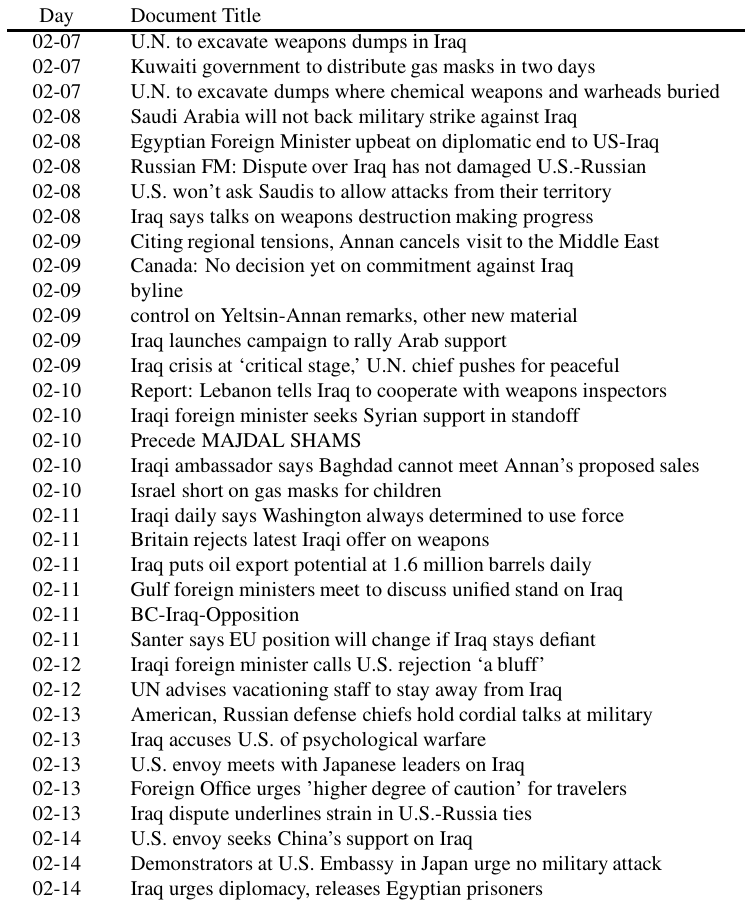 Day Document Title
02-07 U.N. to excavate weapons dumps in Iraq
02-07 Kuwaiti government to distribute gas masks in two days
02-07 U.N. to excavate dumps where chemical weapons and warheads buried
02-08 Saudi Arabia will not back military strike against Iraq
02-08 Egyptian Foreign Minister upbeat on diplomatic end to US-Iraq
02-08 Russian FM: Dispute over Iraq has not damaged U.S.-Russian
02-08 U.S. won't ask Saudis to allow attacks from their territory
02-08 Iraq says talks on weapons destruction making progress
02-09 Citing regional tensions, Annan cancels visit to the Middle East
02-09 Canada: No decision yet on commitment against Iraq
02-09 byline
02-09 control on Yeltsin-Annan remarks, other new material
02-09 Iraq launches campaign to rally Arab support
02-09 Iraq crisis at ‘critical stage,’ U.N. chief pushes for peaceful
02-10 Report: Lebanon tells Iraq to cooperate with weapons inspectors
02-10 Iraqi foreign minister seeks Syrian support in standoff
02-10 Precede MAJDAL SHAMS
02-10 Iraqi ambassador says Baghdad cannot meet Annan's proposed sales
02-10 Israel short on gas masks for children
02-11 Iraqi daily says Washington always determined to use force
02-11 Britain rejects latest Iraqi offer on weapons
02-11 Iraq puts oil export potential at 1.6 million barrels daily
02-11 Gulf foreign ministers meet to discuss unified stand on Iraq
02-11 BC-Iraq-Opposition
02-11 Santer says EU position will change if Iraq stays defiant
02-12 Iraqi foreign minister calls U.S. rejection ‘a bluff’
02-12 UN advises vacationing staff to stay away from Iraq
02-13 American, Russian defense chiefs hold cordial talks at military
02-13 Iraq accuses U.S. of psychological warfare
02-13 U.S. envoy meets with Japanese leaders on Iraq
02-13 Foreign Office urges ’higher degree of caution’ for travelers
02-13 Iraq dispute underlines strain in U.S.-Russia ties
02-14 U.S. envoy seeks China's support on Iraq
02-14 Demonstrators at U.S. Embassy in Japan urge no military attack
02-14 Iraq urges diplomacy, releases Egyptian prisoners